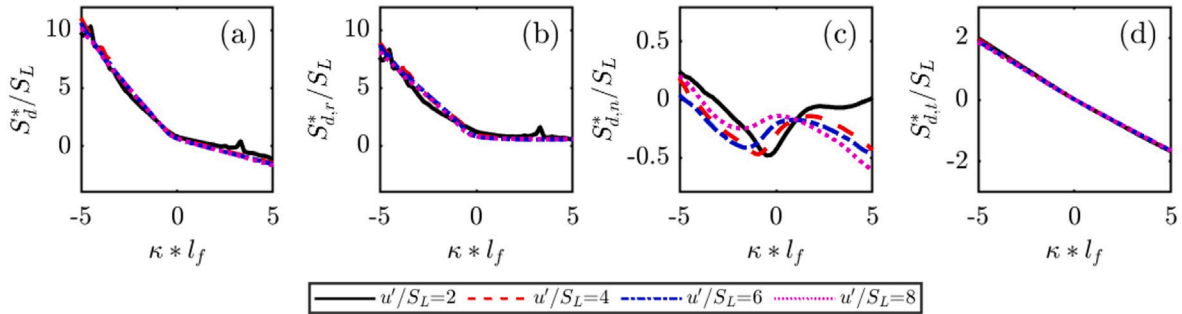 (a) (b) (c) (d)
S*_d/S_L
10
5
0
-5 0 5
κ * l_f
S*_{d,r}/S_L
10
5
0
-5 0 5
κ * l_f
S*_{d,n}/S_L
0.5
0
-0.5
-5 0 5
κ * l_f
S*_{d,t}/S_L
2
0
-2
-5 0 5
κ * l_f
u'/S_L=2 u'/S_L=4 u'/S_L=6 u'/S_L=8